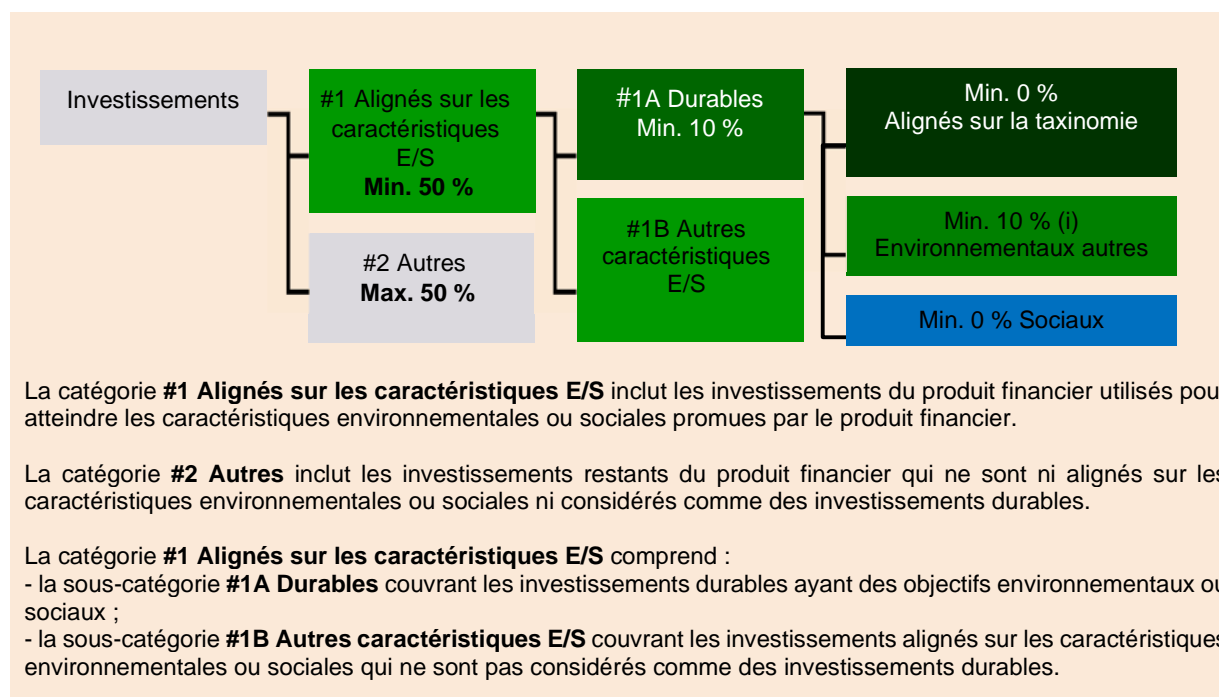 Investissements
#1 Alignés sur les
caractéristiques
E/S
Min. 50 %
#2 Autres
Max. 50 %
#1A Durables
Min. 10 %
#1B Autres
caractéristiques
E/S
Min. 0 %
Alignés sur la taxinomie
Min. 10 % (i)
Environnementaux autres
Min. 0 % Sociaux
La catégorie #1 Alignés sur les caractéristiques E/S inclut les investissements du produit financier utilisés pou
atteindre les caractéristiques environnementales ou sociales promues par le produit financier.
La catégorie #2 Autres inclut les investissements restants du produit financier qui ne sont ni alignés sur les
caractéristiques environnementales ou sociales ni considérés comme des investissements durables.
La catégorie #1 Alignés sur les caractéristiques E/S comprend :
- la sous-catégorie #1A Durables couvrant les investissements durables ayant des objectifs environnementaux ou
sociaux ;
- la sous-catégorie #1B Autres caractéristiques E/S couvrant les investissements alignés sur les caractéristiques
environnementales ou sociales qui ne sont pas considérés comme des investissements durables.